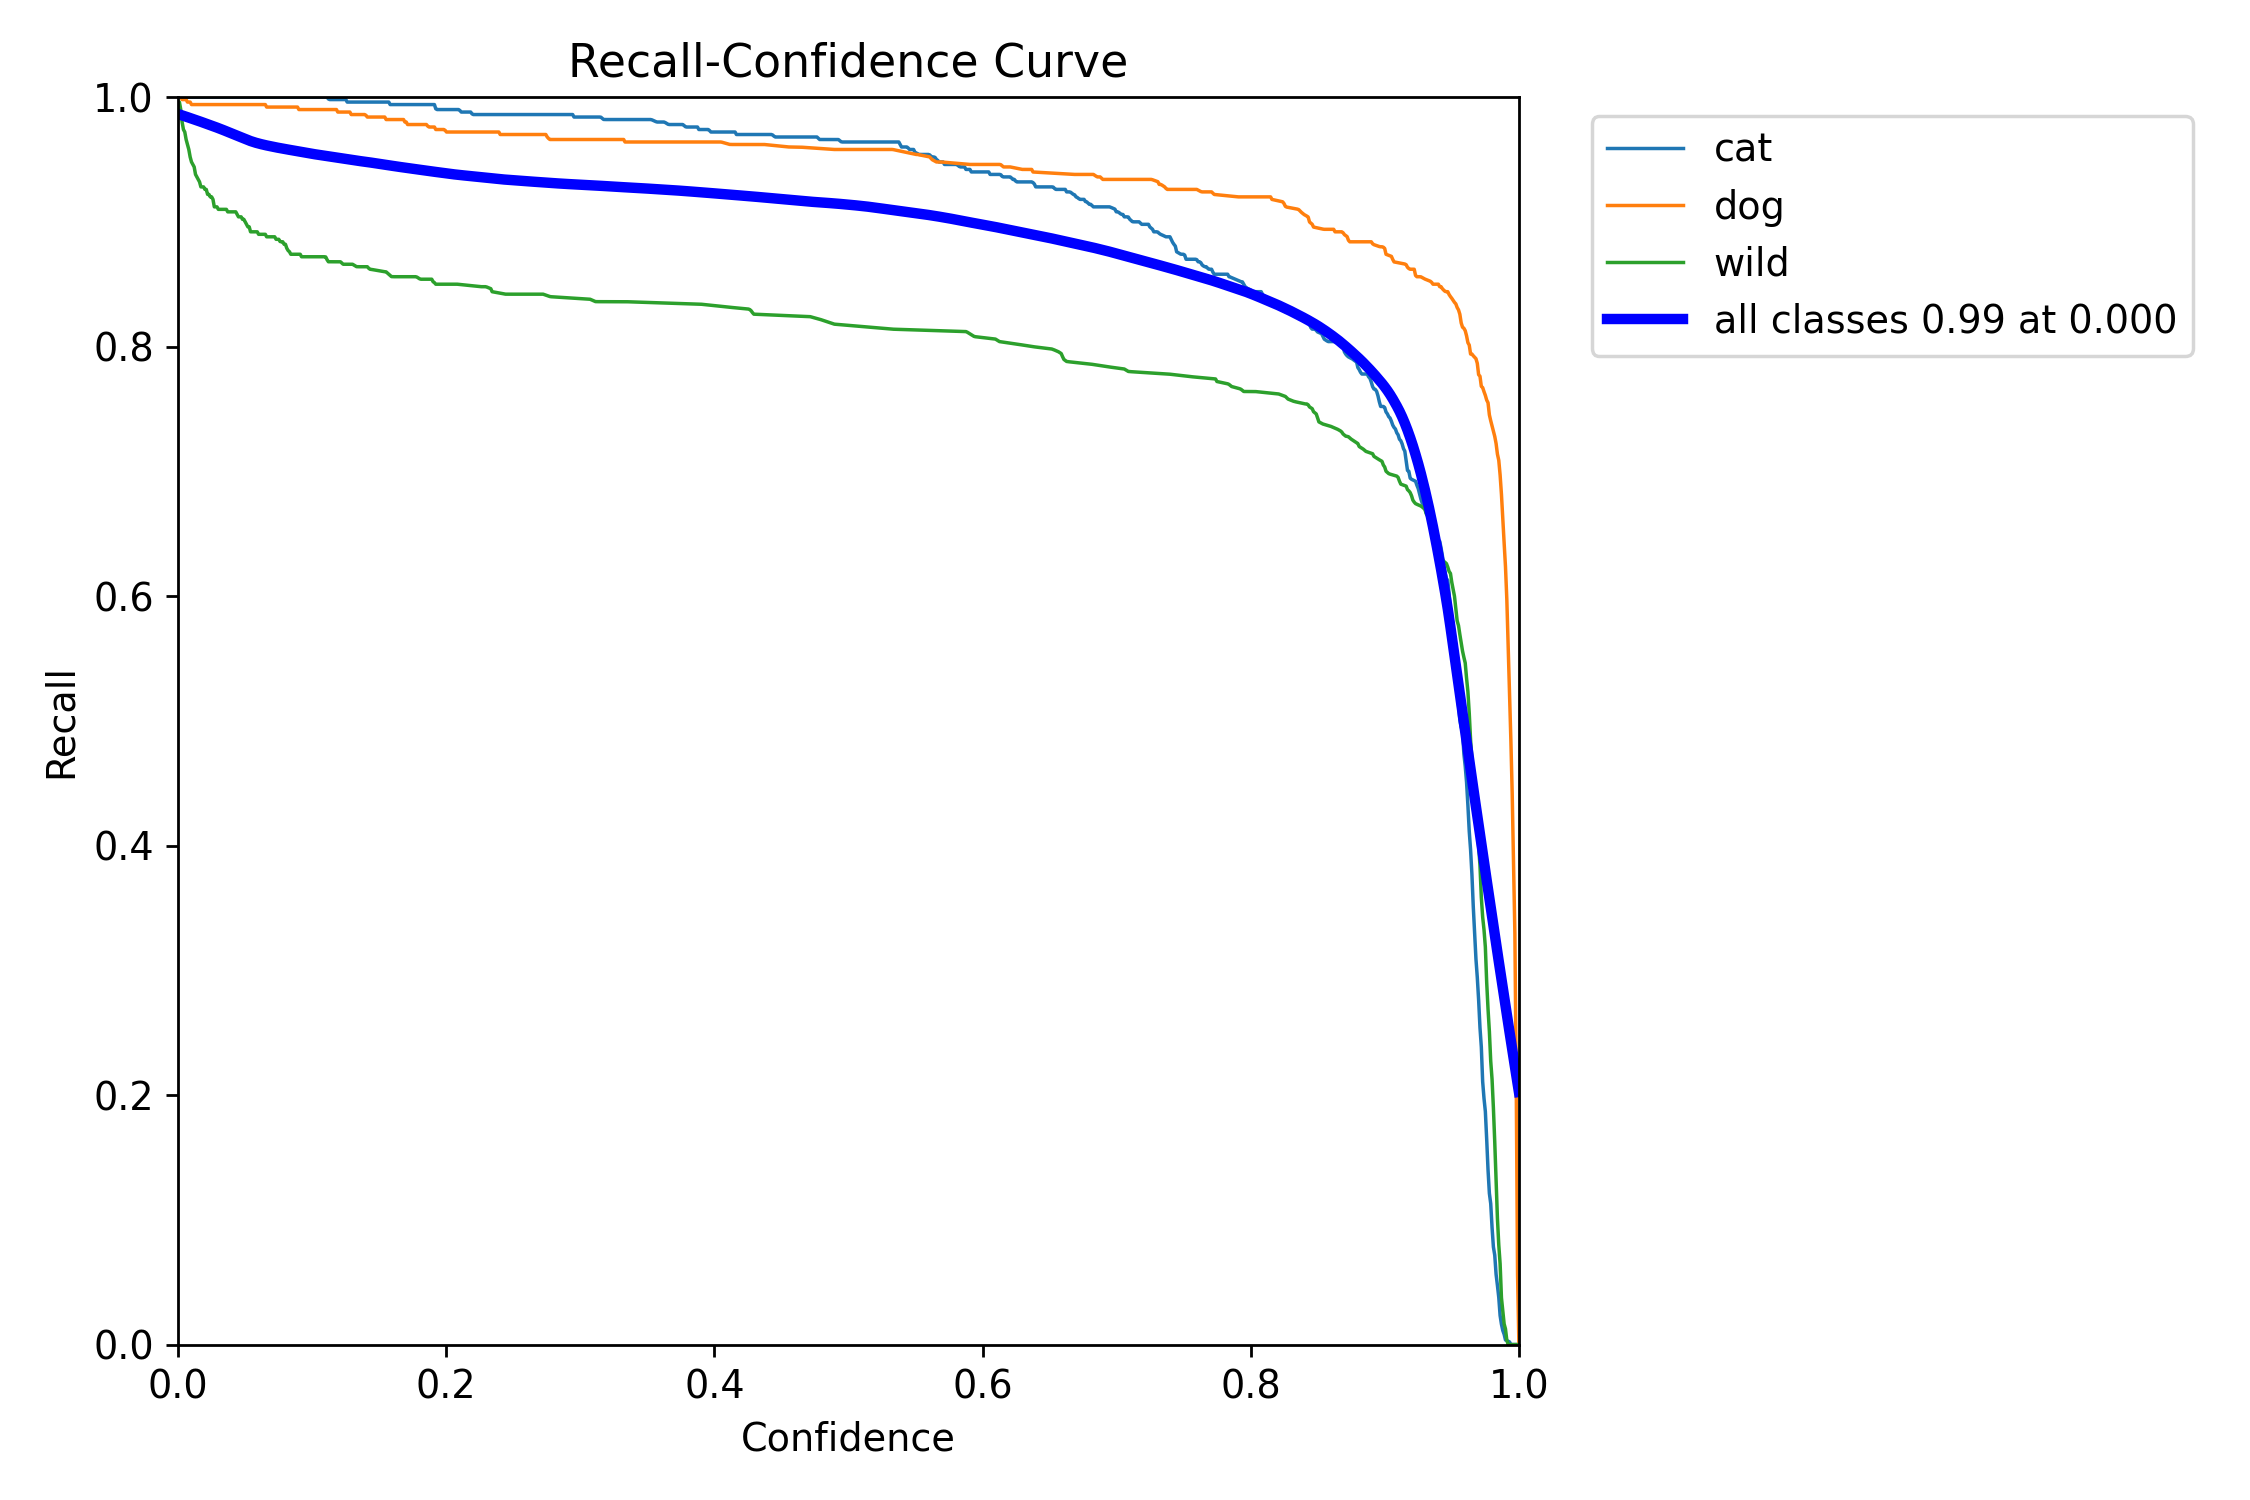 Recall-Confidence Curve
cat
dog
wild
all classes 0.99 at 0.000
1.0
0.8
0.6
0.4
0.2
0.0
Recall
0.0 0.2 0.4 0.6 0.8 1.0
Confidence